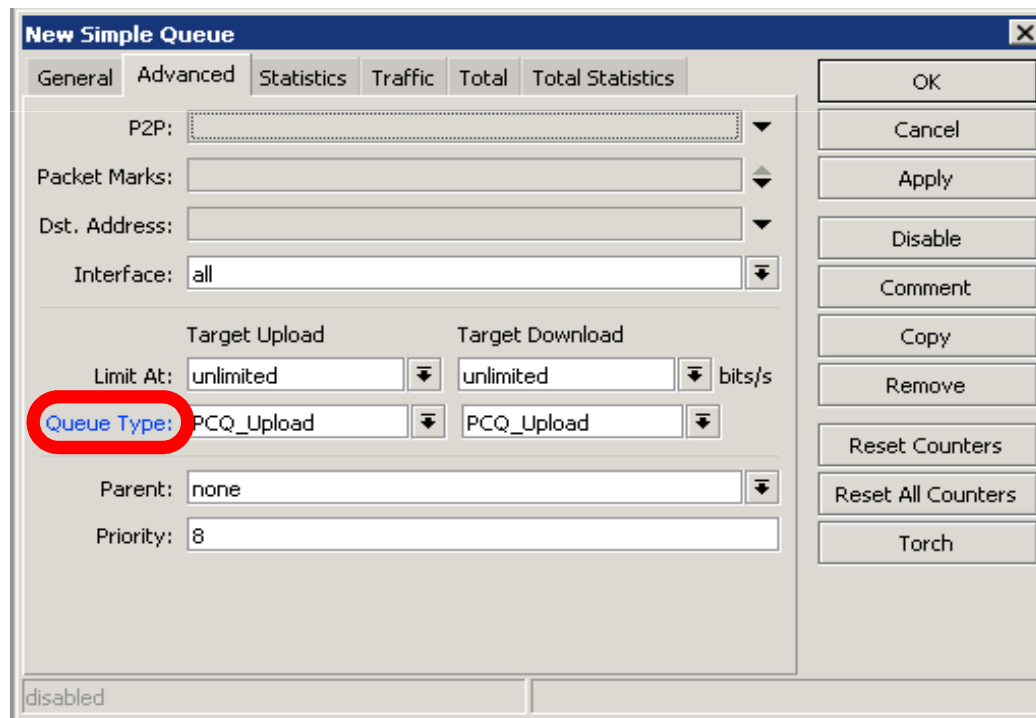 New Simple Queue
General Advanced Statistics Traffic Total Total Statistics
P2P:
Packet Marks:
Dst. Address:
Interface: all
Target Upload Target Download
Limit At: unlimited unlimited bits/s
Queue Type: PCQ_Upload PCQ_Upload
Parent: none
Priority: 8
OK
Cancel
Apply
Disable
Comment
Copy
Remove
Reset Counters
Reset All Counters
Torch
disabled